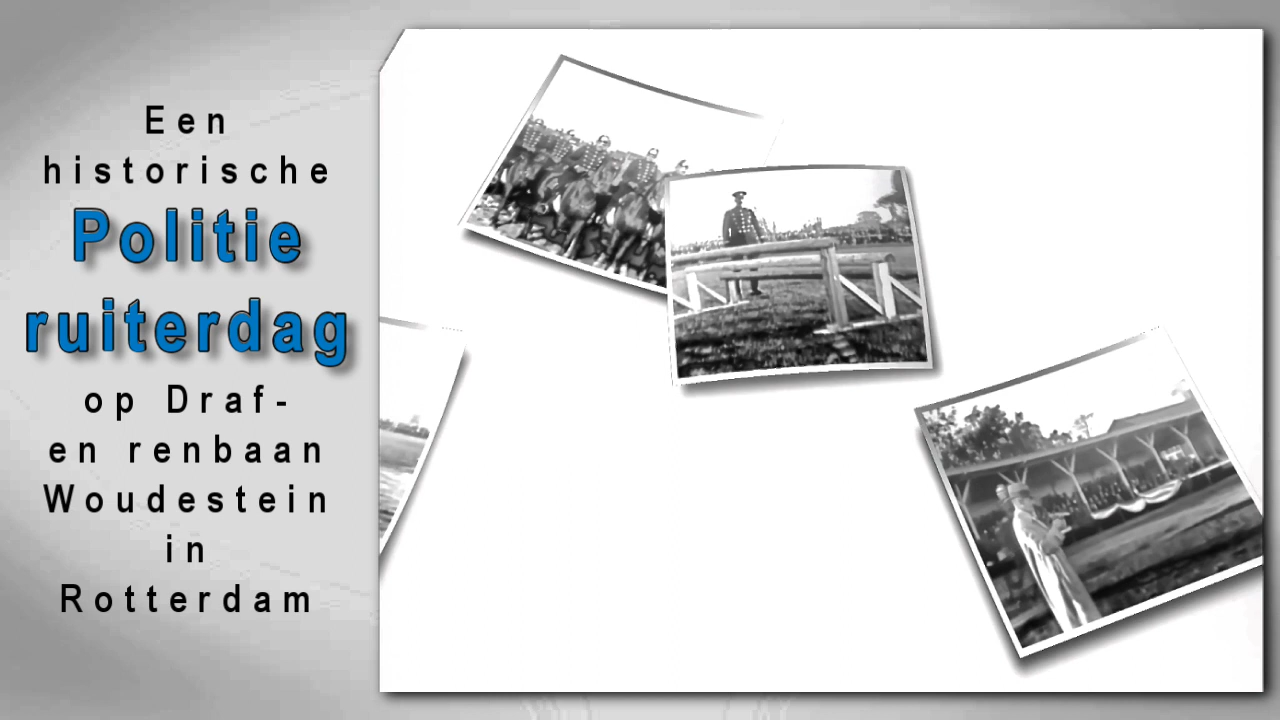 Een
historische
Politie
ruiterdag
op Draf-
en renbaan
Woudestein
in
Rotterdam